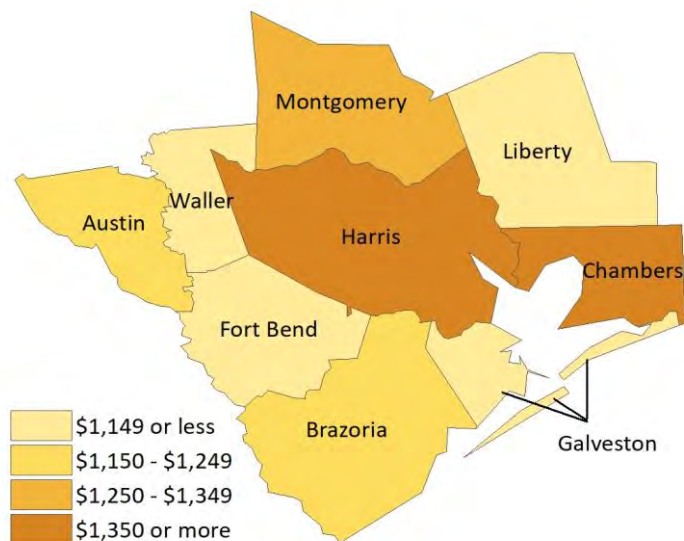 Montgomery
Liberty
Waller
Austin
Harris
Chambers
Fort Bend
Brazoria
Galveston
$1,149 or less
$1,150 - $1,249
$1,250 - $1,349
$1,350 or more